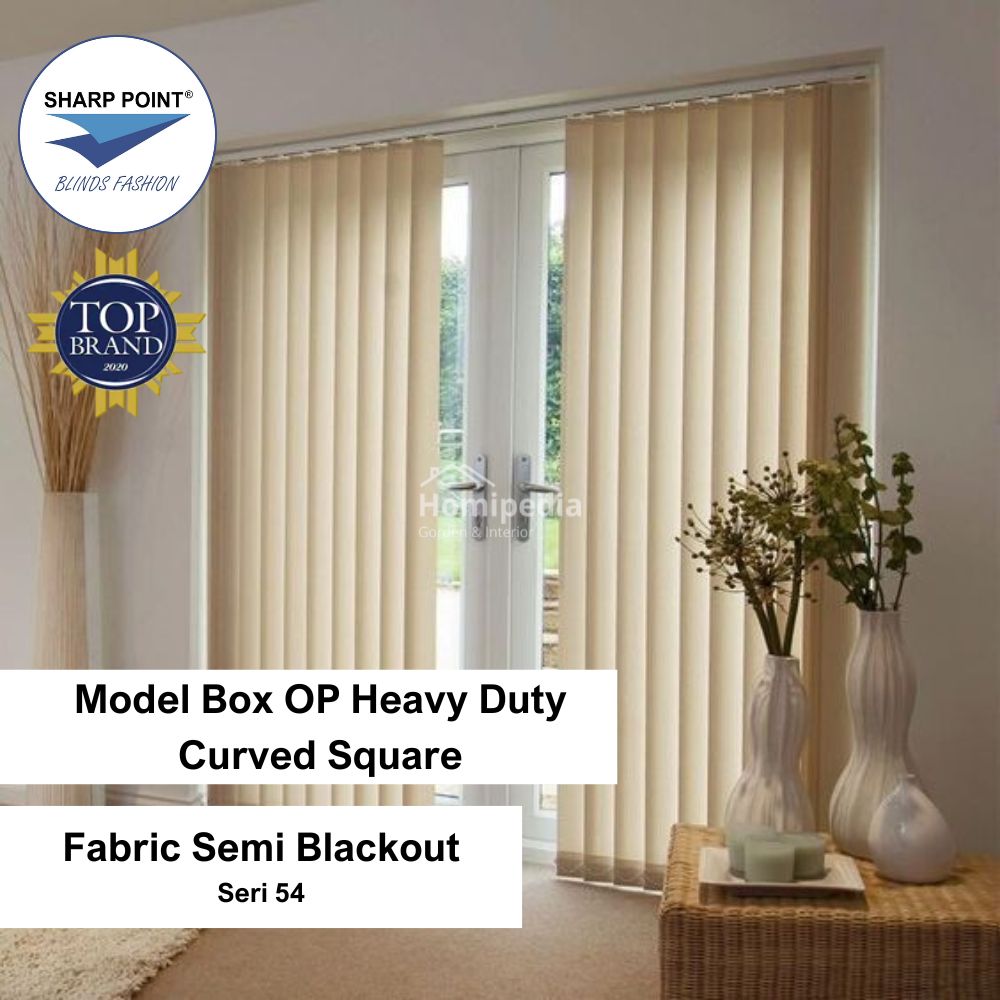 SHARP POINT®
BLINDS FASHION
TOP
BRAND
2020
Homipedia
Gorden & Interior
Model Box OP Heavy Duty
Curved Square
Fabric Semi Blackout
Seri 54